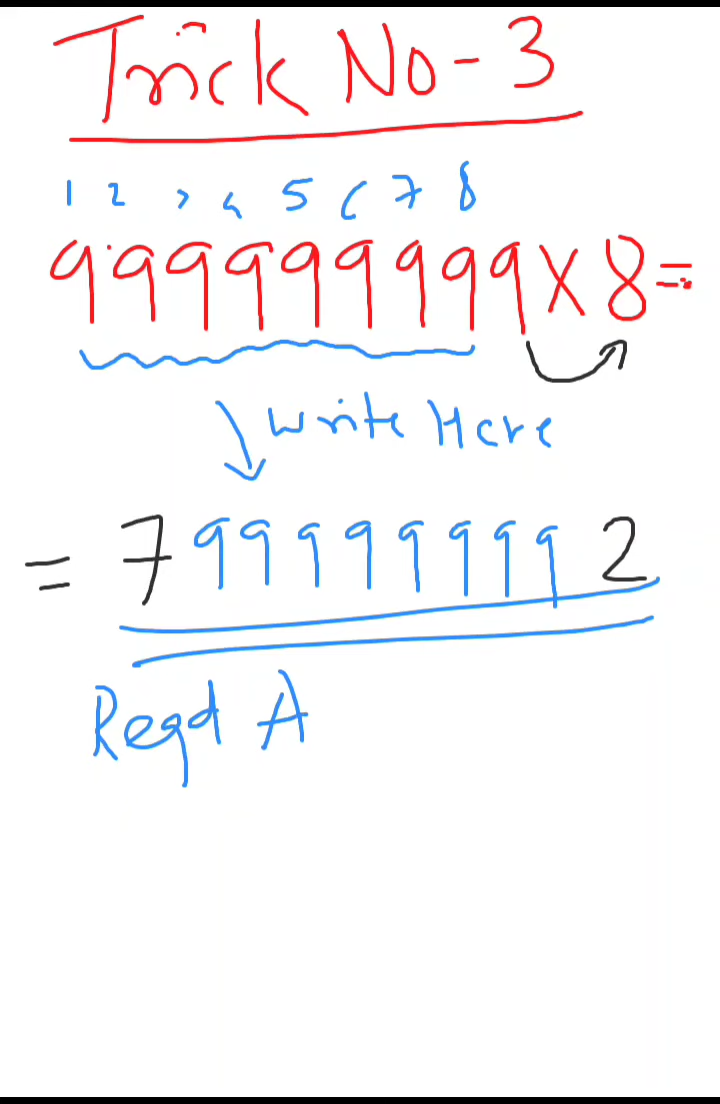 Trick No-3
1 2 3 4 5 6 7 8
999999999 x 8 =
Write Here
= 7999999992
Reqd A